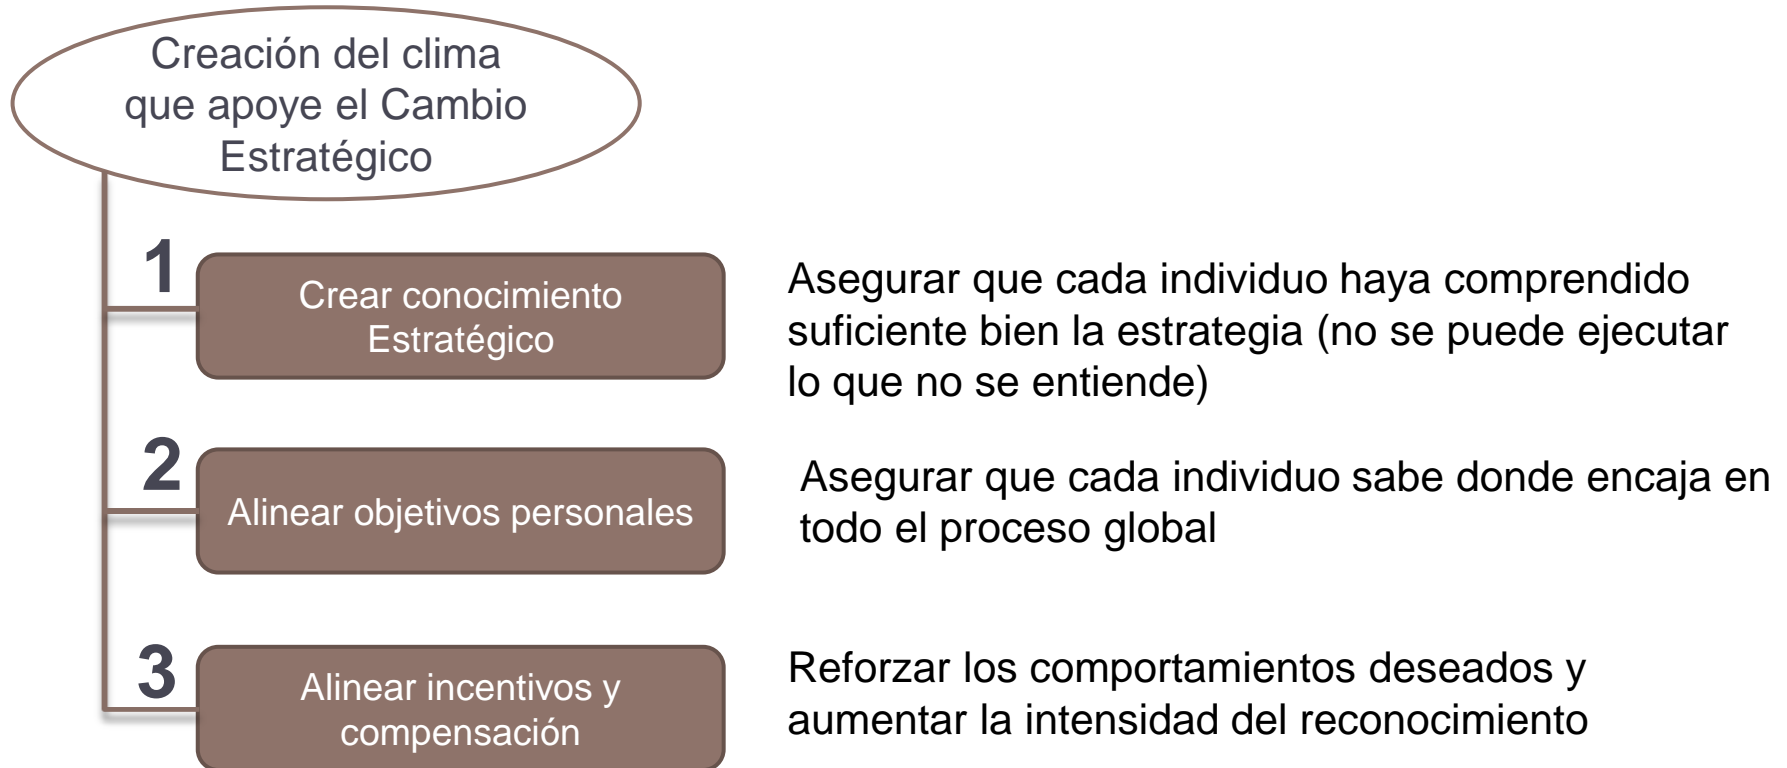 Creación del clima
que apoye el Cambio
Estratégico
1
Crear conocimiento
Estratégico
Asegurar que cada individuo haya comprendido
suficiente bien la estrategia (no se puede ejecutar
lo que no se entiende)
2
Alinear objetivos personales
Asegurar que cada individuo sabe donde encaja en
todo el proceso global
3
Alinear incentivos y
compensación
Reforzar los comportamientos deseados y
aumentar la intensidad del reconocimiento